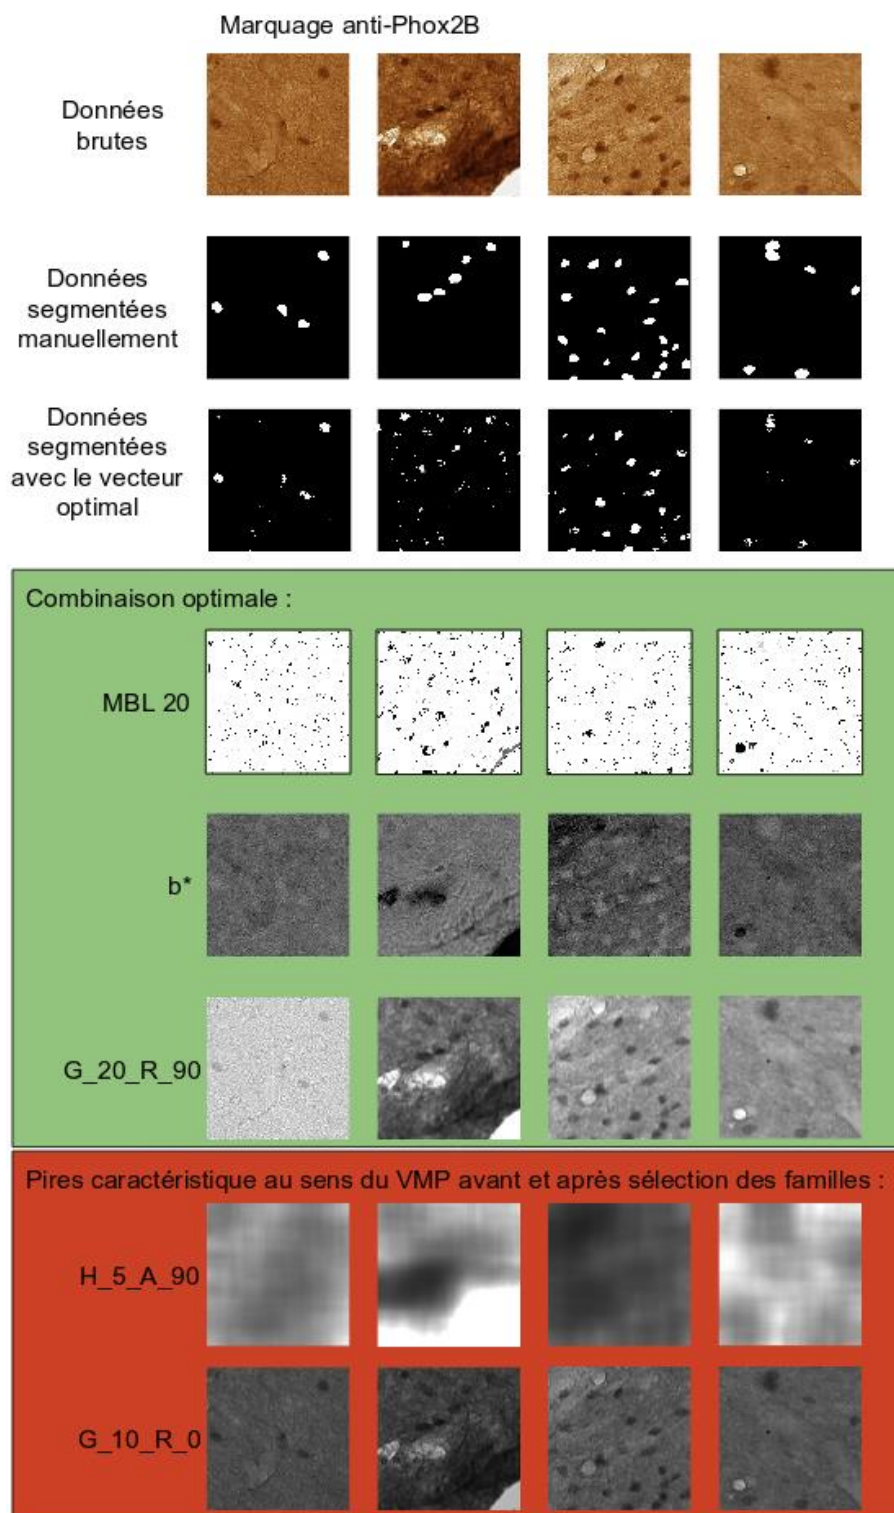 Marquage anti-Phox2B
Données
brutes
Données
segmentées
manuellement
Données
segmentées
avec le vecteur
optimal
Combinaison optimale :
MBL 20
b*
G_20_R_90
Pires caractéristique au sens du VMP avant et après sélection des familles :
H_5_A_90
G_10_R_0